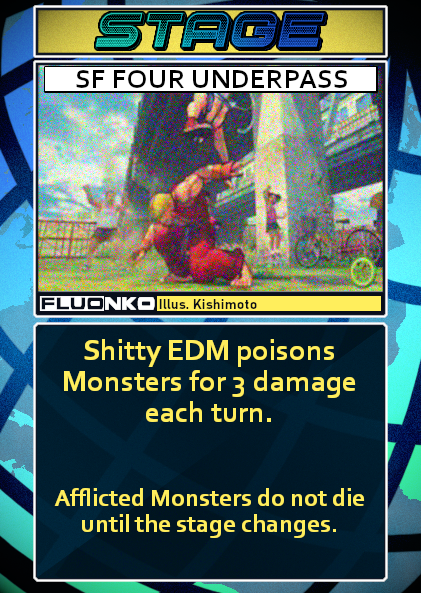 STAGE
SF FOUR UNDERPASS
FLUONKO Illus. Kishimoto
Shitty EDM poisons
Monsters for 3 damage
each turn.
Afflicted Monsters do not die
until the stage changes.